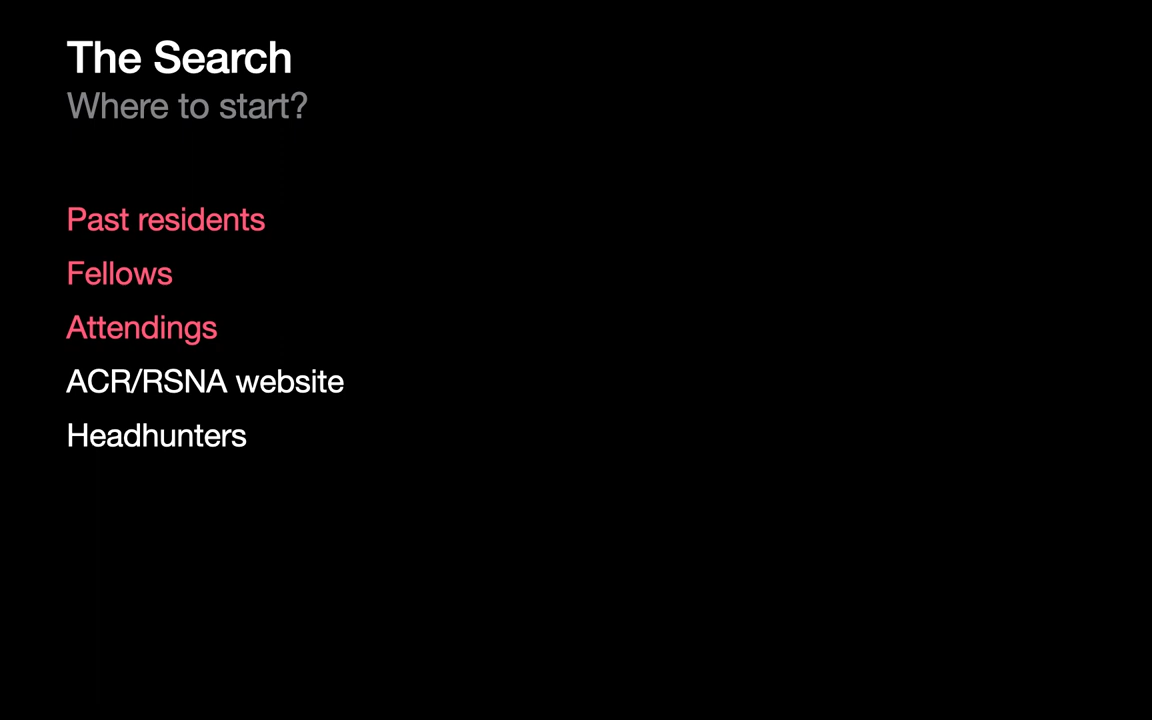 The Search
Where to start?
Past residents
Fellows
Attendings
ACR/RSNA website
Headhunters